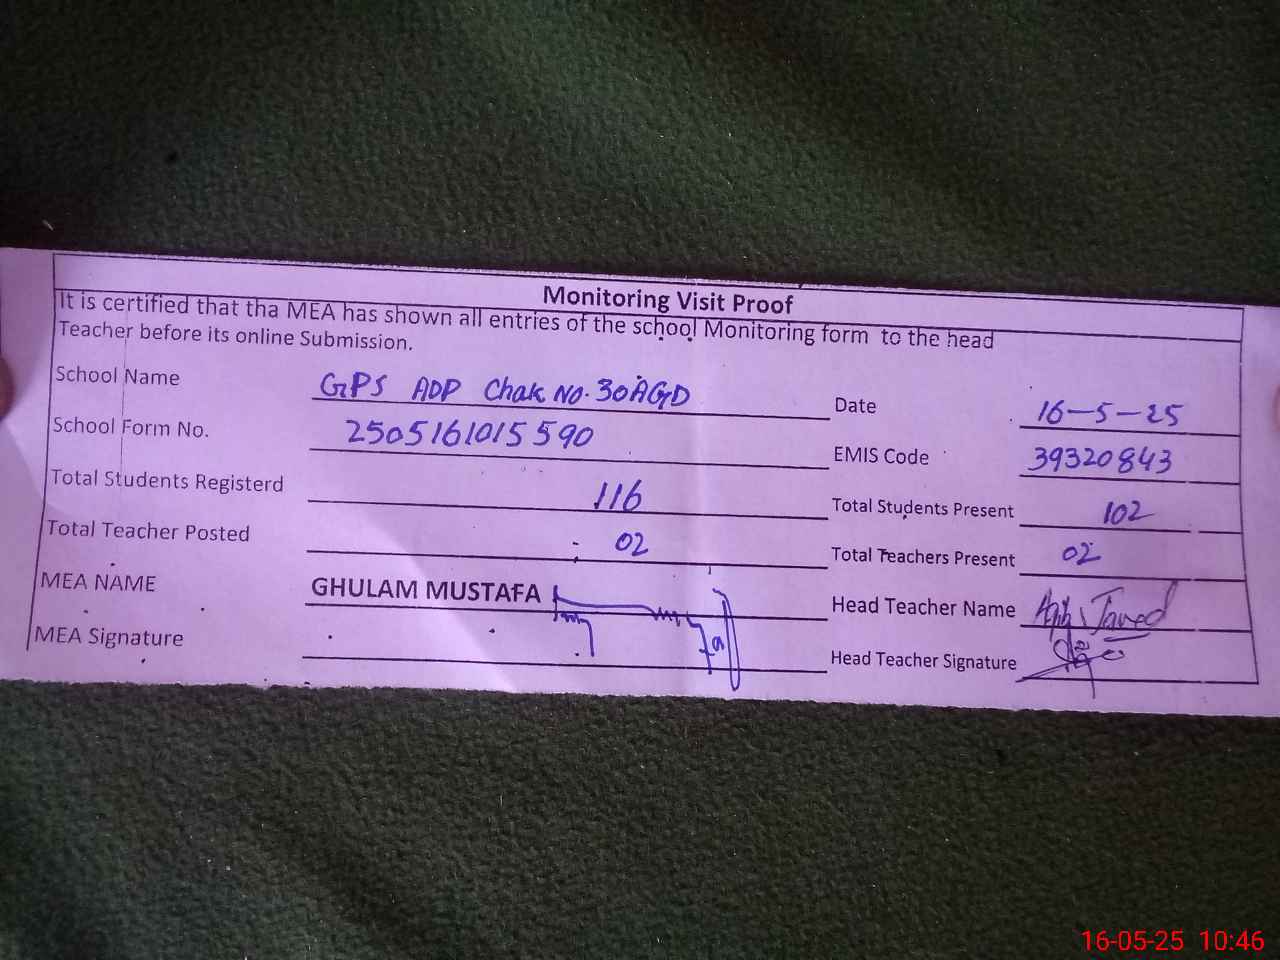 Monitoring Visit Proof
It is certified that tha MEA has shown all entries of the school Monitoring form to the head
Teacher before its online Submission.
School Name GPS ADP Chak No. 30AGD Date 16-5-25
School Form No. 2505161015590 EMIS Code 39320843
Total Students Registerd 116 Total Students Present 102
Total Teacher Posted 02 Total Teachers Present 02
MEA NAME GHULAM MUSTAFA Head Teacher Name Javed
MEA Signature Head Teacher Signature
16-05-25 10:46